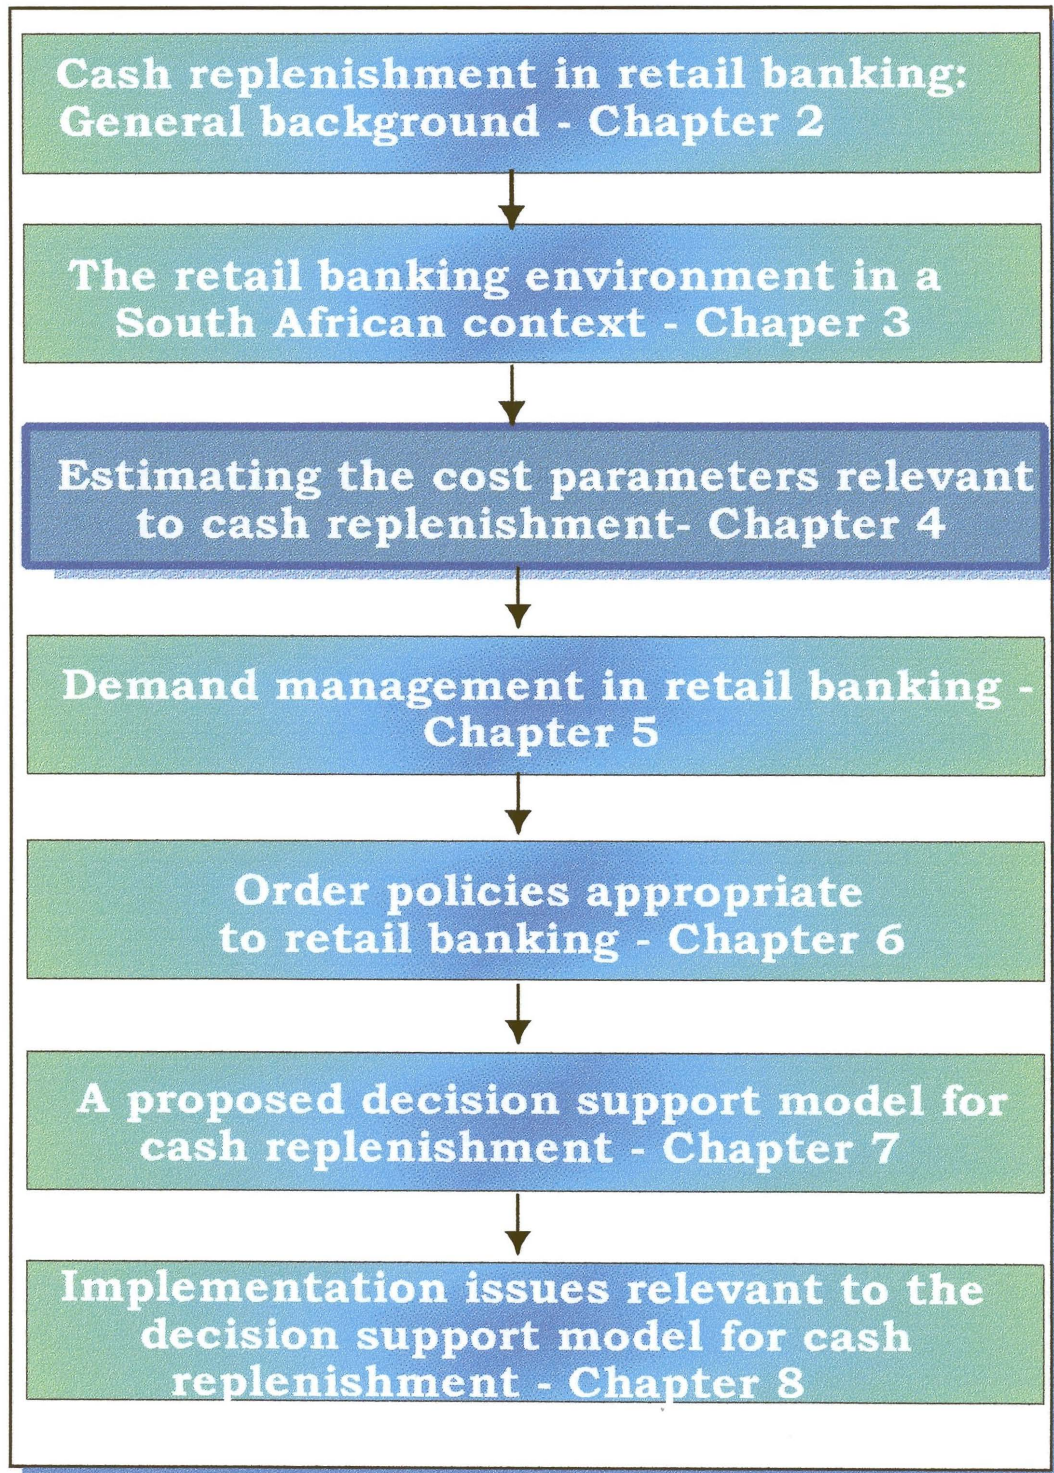 Cash replenishment in retail banking:
General background - Chapter 2
The retail banking environment in a
South African context - Chaper 3
Estimating the cost parameters relevant
to cash replenishment- Chapter 4
Demand management in retail banking -
Chapter 5
Order policies appropriate
to retail banking - Chapter 6
A proposed decision support model for
cash replenishment - Chapter 7
Implementation issues relevant to the
decision support model for cash
replenishment - Chapter 8